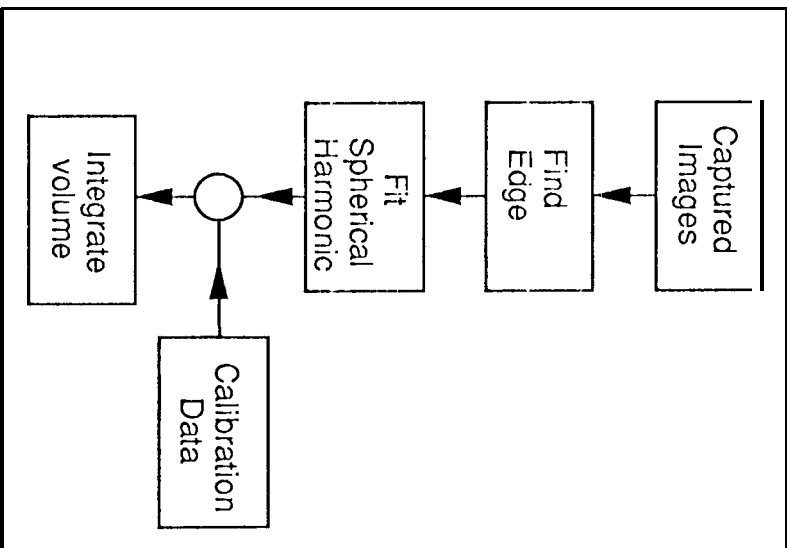 Captured
Images
Find
Edge
Fit
Spherical
Harmonic
Calibration
Data
Integrate
volume